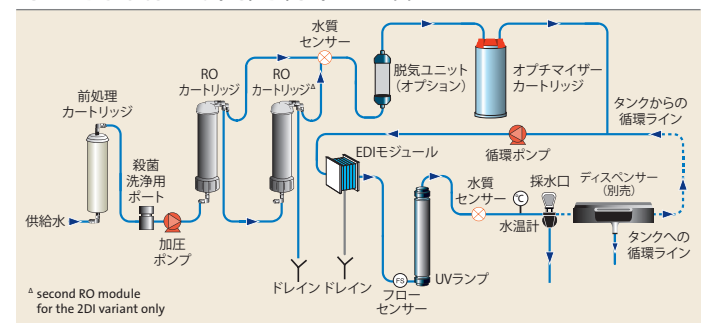 水質
センサー
RO
カートリッジ
RO
カートリッジΔ
脱気ユニット
(オプション)
オプチマイザー
カートリッジ
前処理
カートリッジ
タンクからの
循環ライン
EDIモジュール
循環ポンプ
殺菌
洗浄用
ポート
水質
センサー
採水口
ディスペンサー
(別売)
℃
供給水
加圧
ポンプ
水温計
タンクへの
循環ライン
UVランプ
FS
フロー
センサー
ドレイン
ドレイン
Δ second RO module
for the 2DI variant only